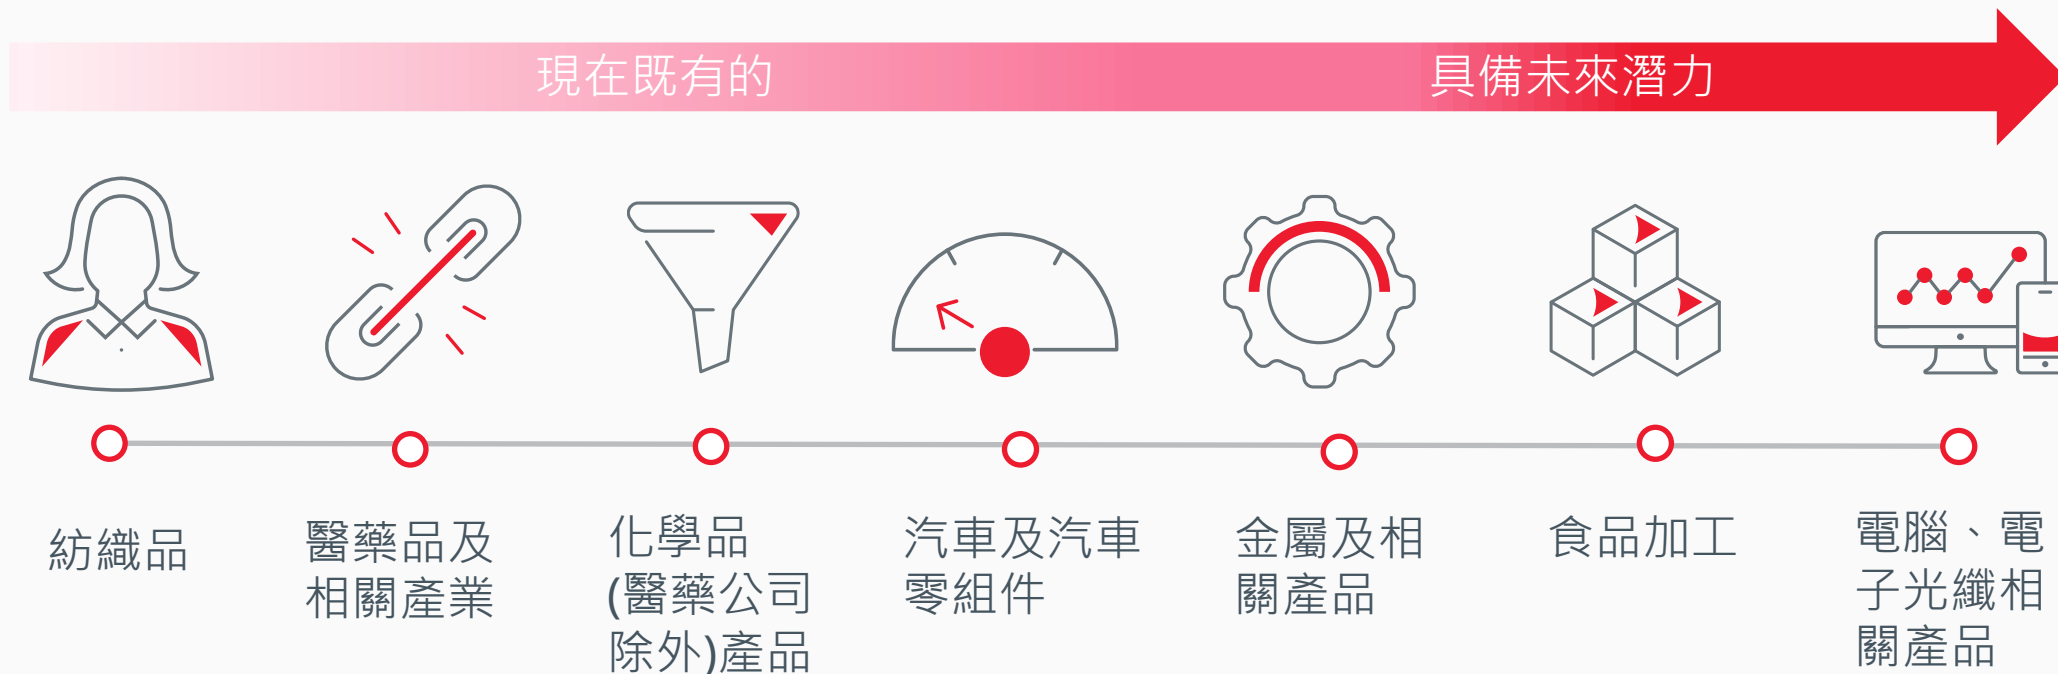 現在既有的
具備未來潛力
紡織品
醫藥品及
相關產業
化學品
(醫藥公司
除外)產品
汽車及汽車
零組件
金屬及相
關產品
食品加工
電腦、電
子光纖相
關產品